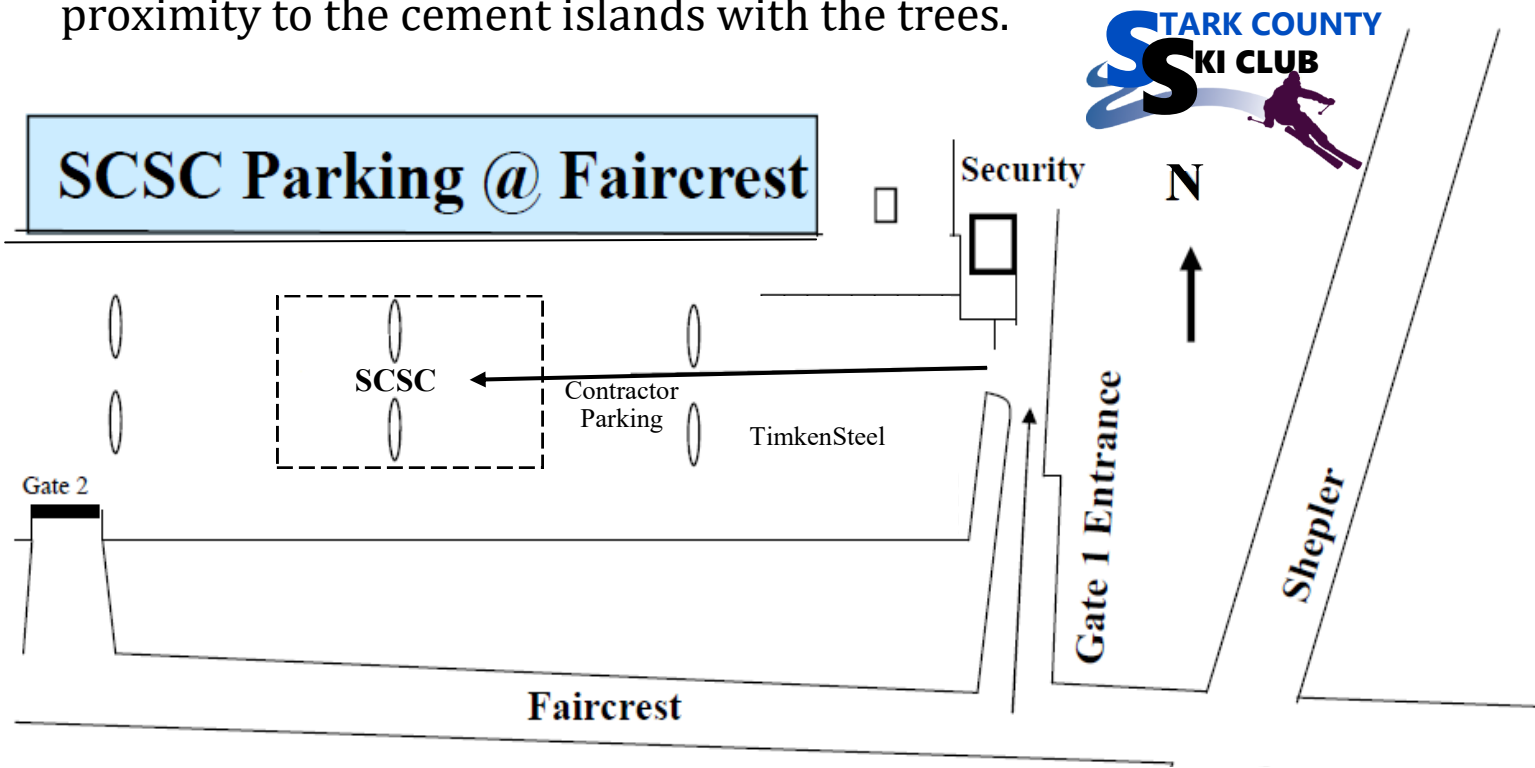 proximity to the cement islands with the trees.
STARK COUNTY
SKI CLUB
SCSC Parking @ Faircrest
Security
N
SCSC
Contractor
Parking
TimkenSteel
Gate 2
Gate 1 Entrance
Shepler
Faircrest